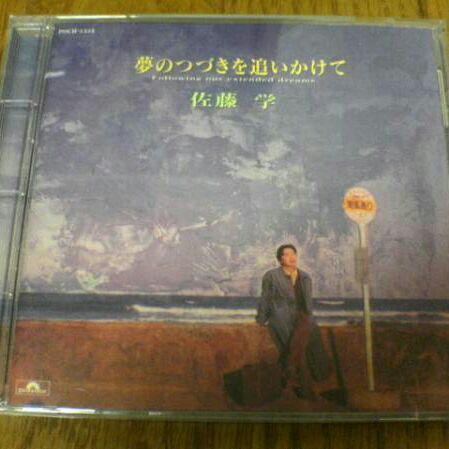 夢のつづきを追いかけて
Following our extended dreams
佐藤 学